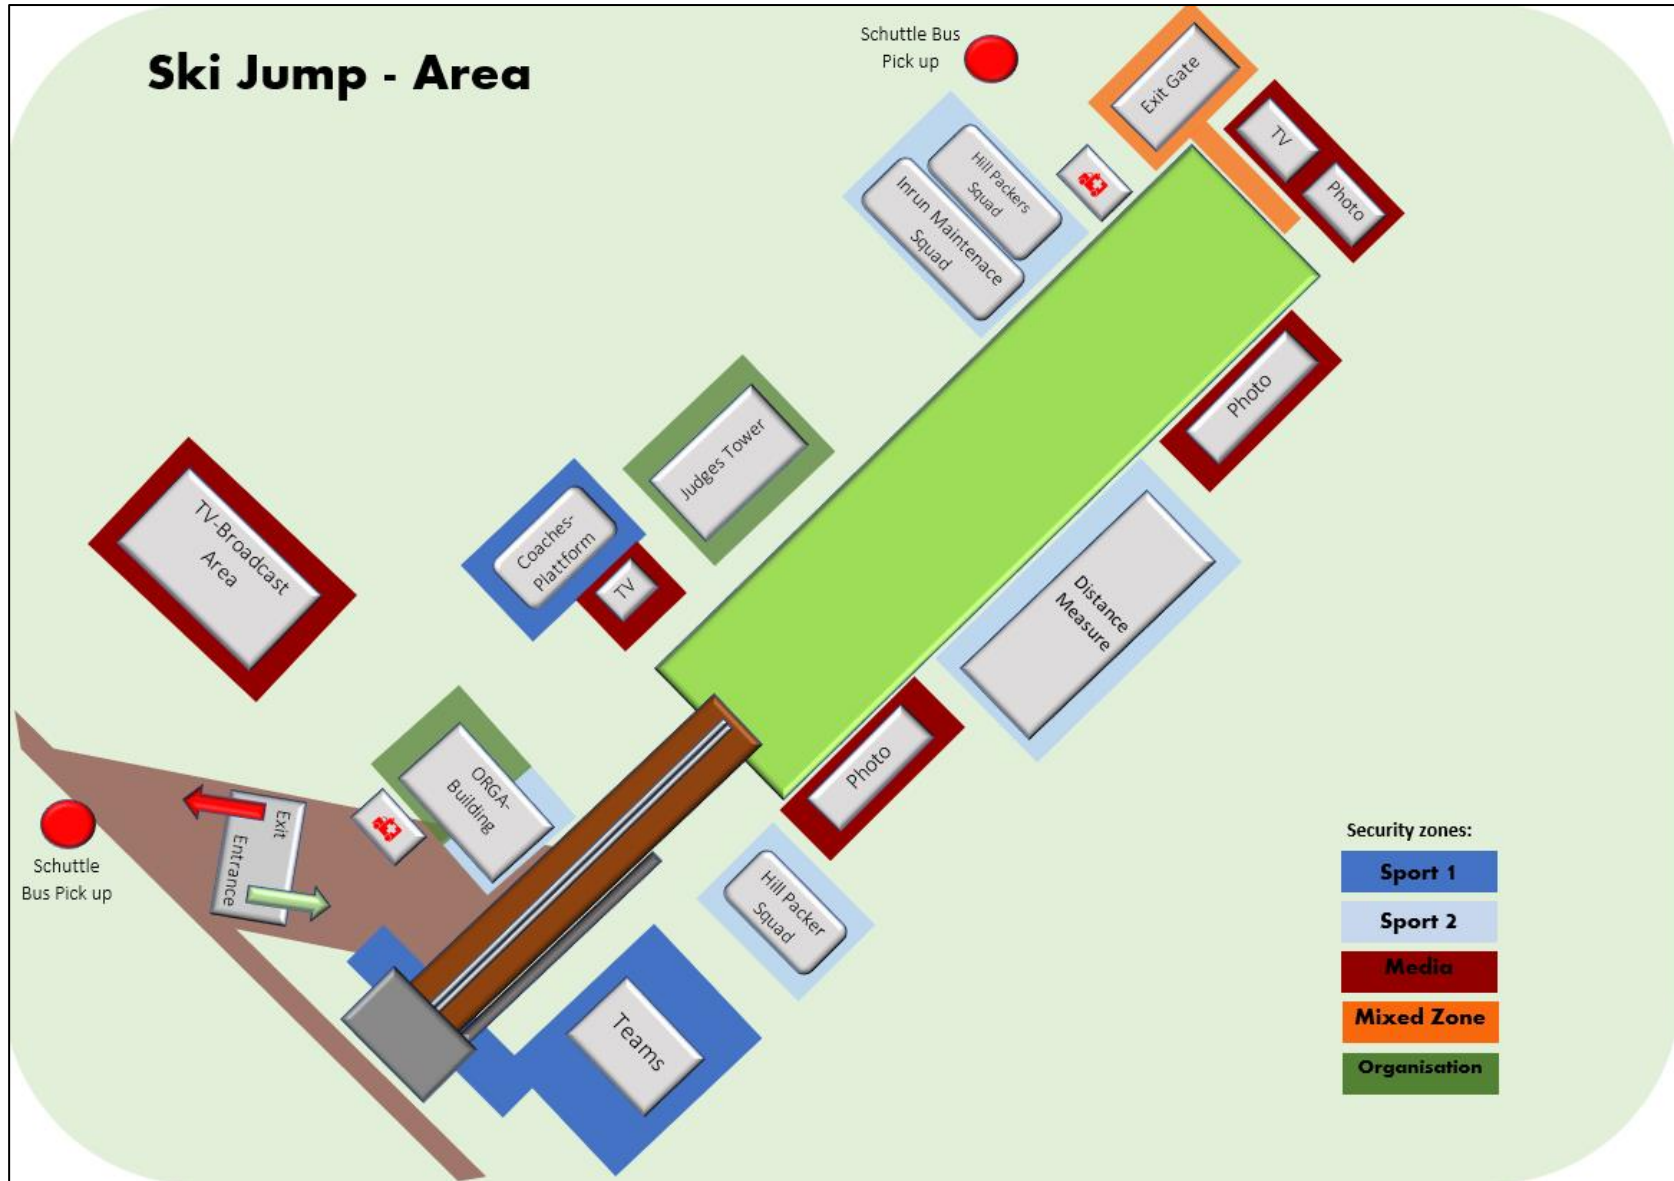 Ski Jump - Area
Schuttle Bus
Pick up
Exit Gate
TV
Photo
Hill Packers
Squad
Inrun Maintenace
Squad
Photo
Judges Tower
Coaches-
Plattform
TV
TV-Broadcast
Area
Distance
Measure
Photo
ORGA-
Building
Exit
Entrance
Schuttle
Bus Pick up
Hill Packer
Squad
Teams
Security zones:
Sport 1
Sport 2
Media
Mixed Zone
Organisation